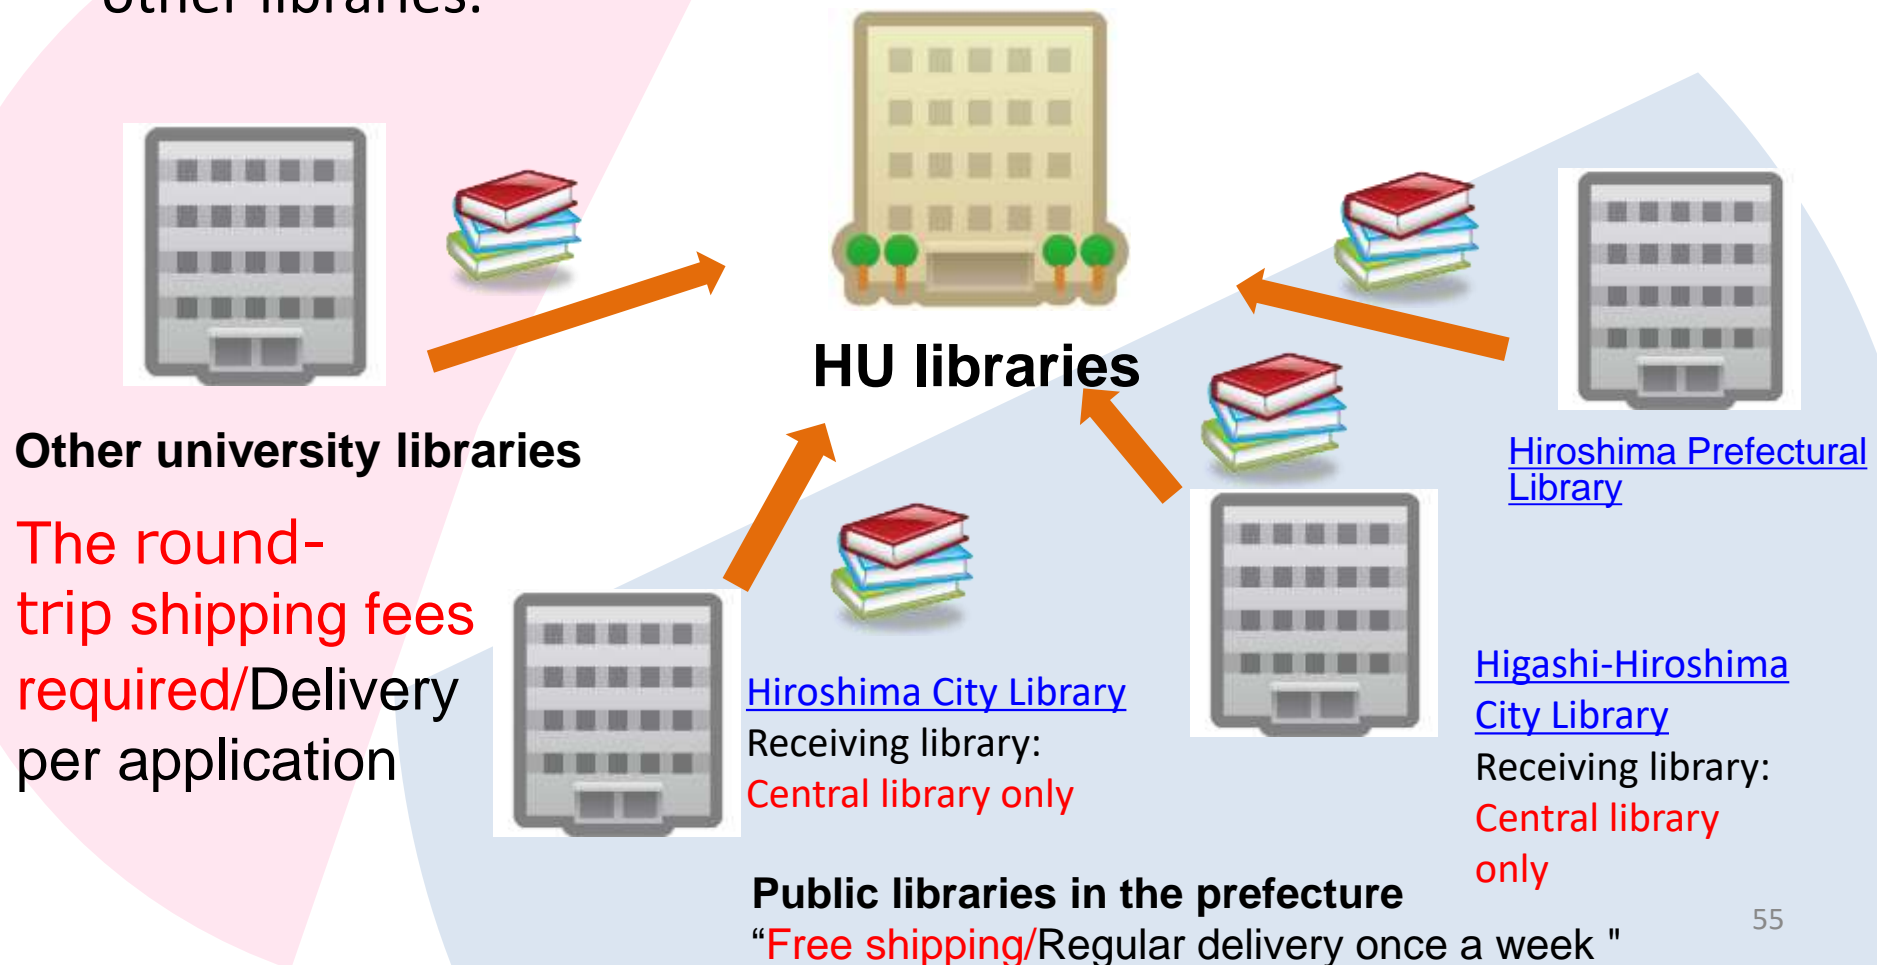 other libraries.
HU libraries
Other university libraries
The round-
trip shipping fees
required/Delivery
per application
Hiroshima Prefectural
Library
Hiroshima City Library
Receiving library:
Central library only
Higashi-Hiroshima
City Library
Receiving library:
Central library
only
Public libraries in the prefecture
“Free shipping/Regular delivery once a week "
55